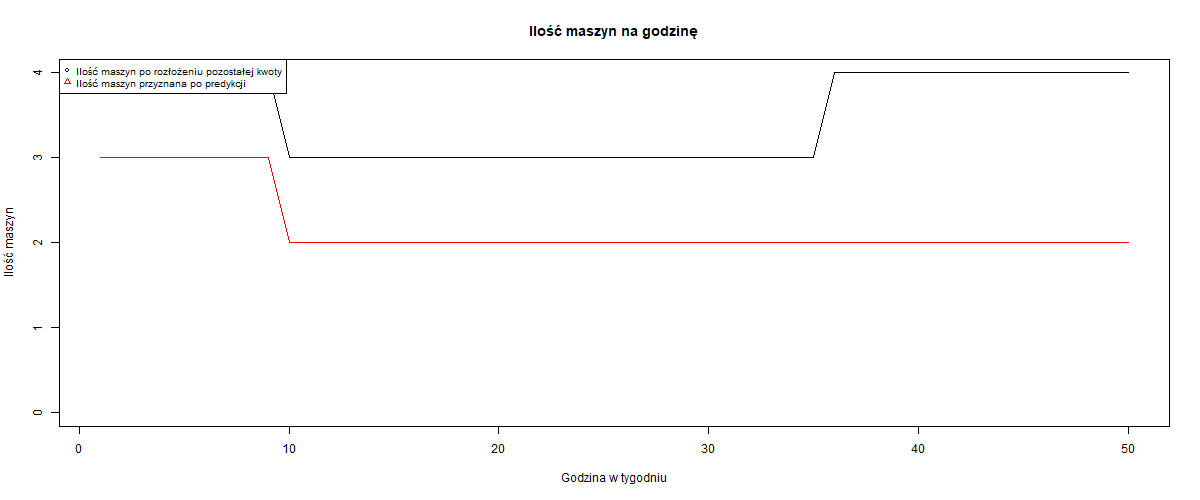 Ilość maszyn na godzinę
Ilość maszyn po rozłożeniu pozostałej kwoty
Ilość maszyn przyznana po predykcji
Ilość maszyn
4
3
2
1
0
0 10 20 30 40 50
Godzina w tygodniu